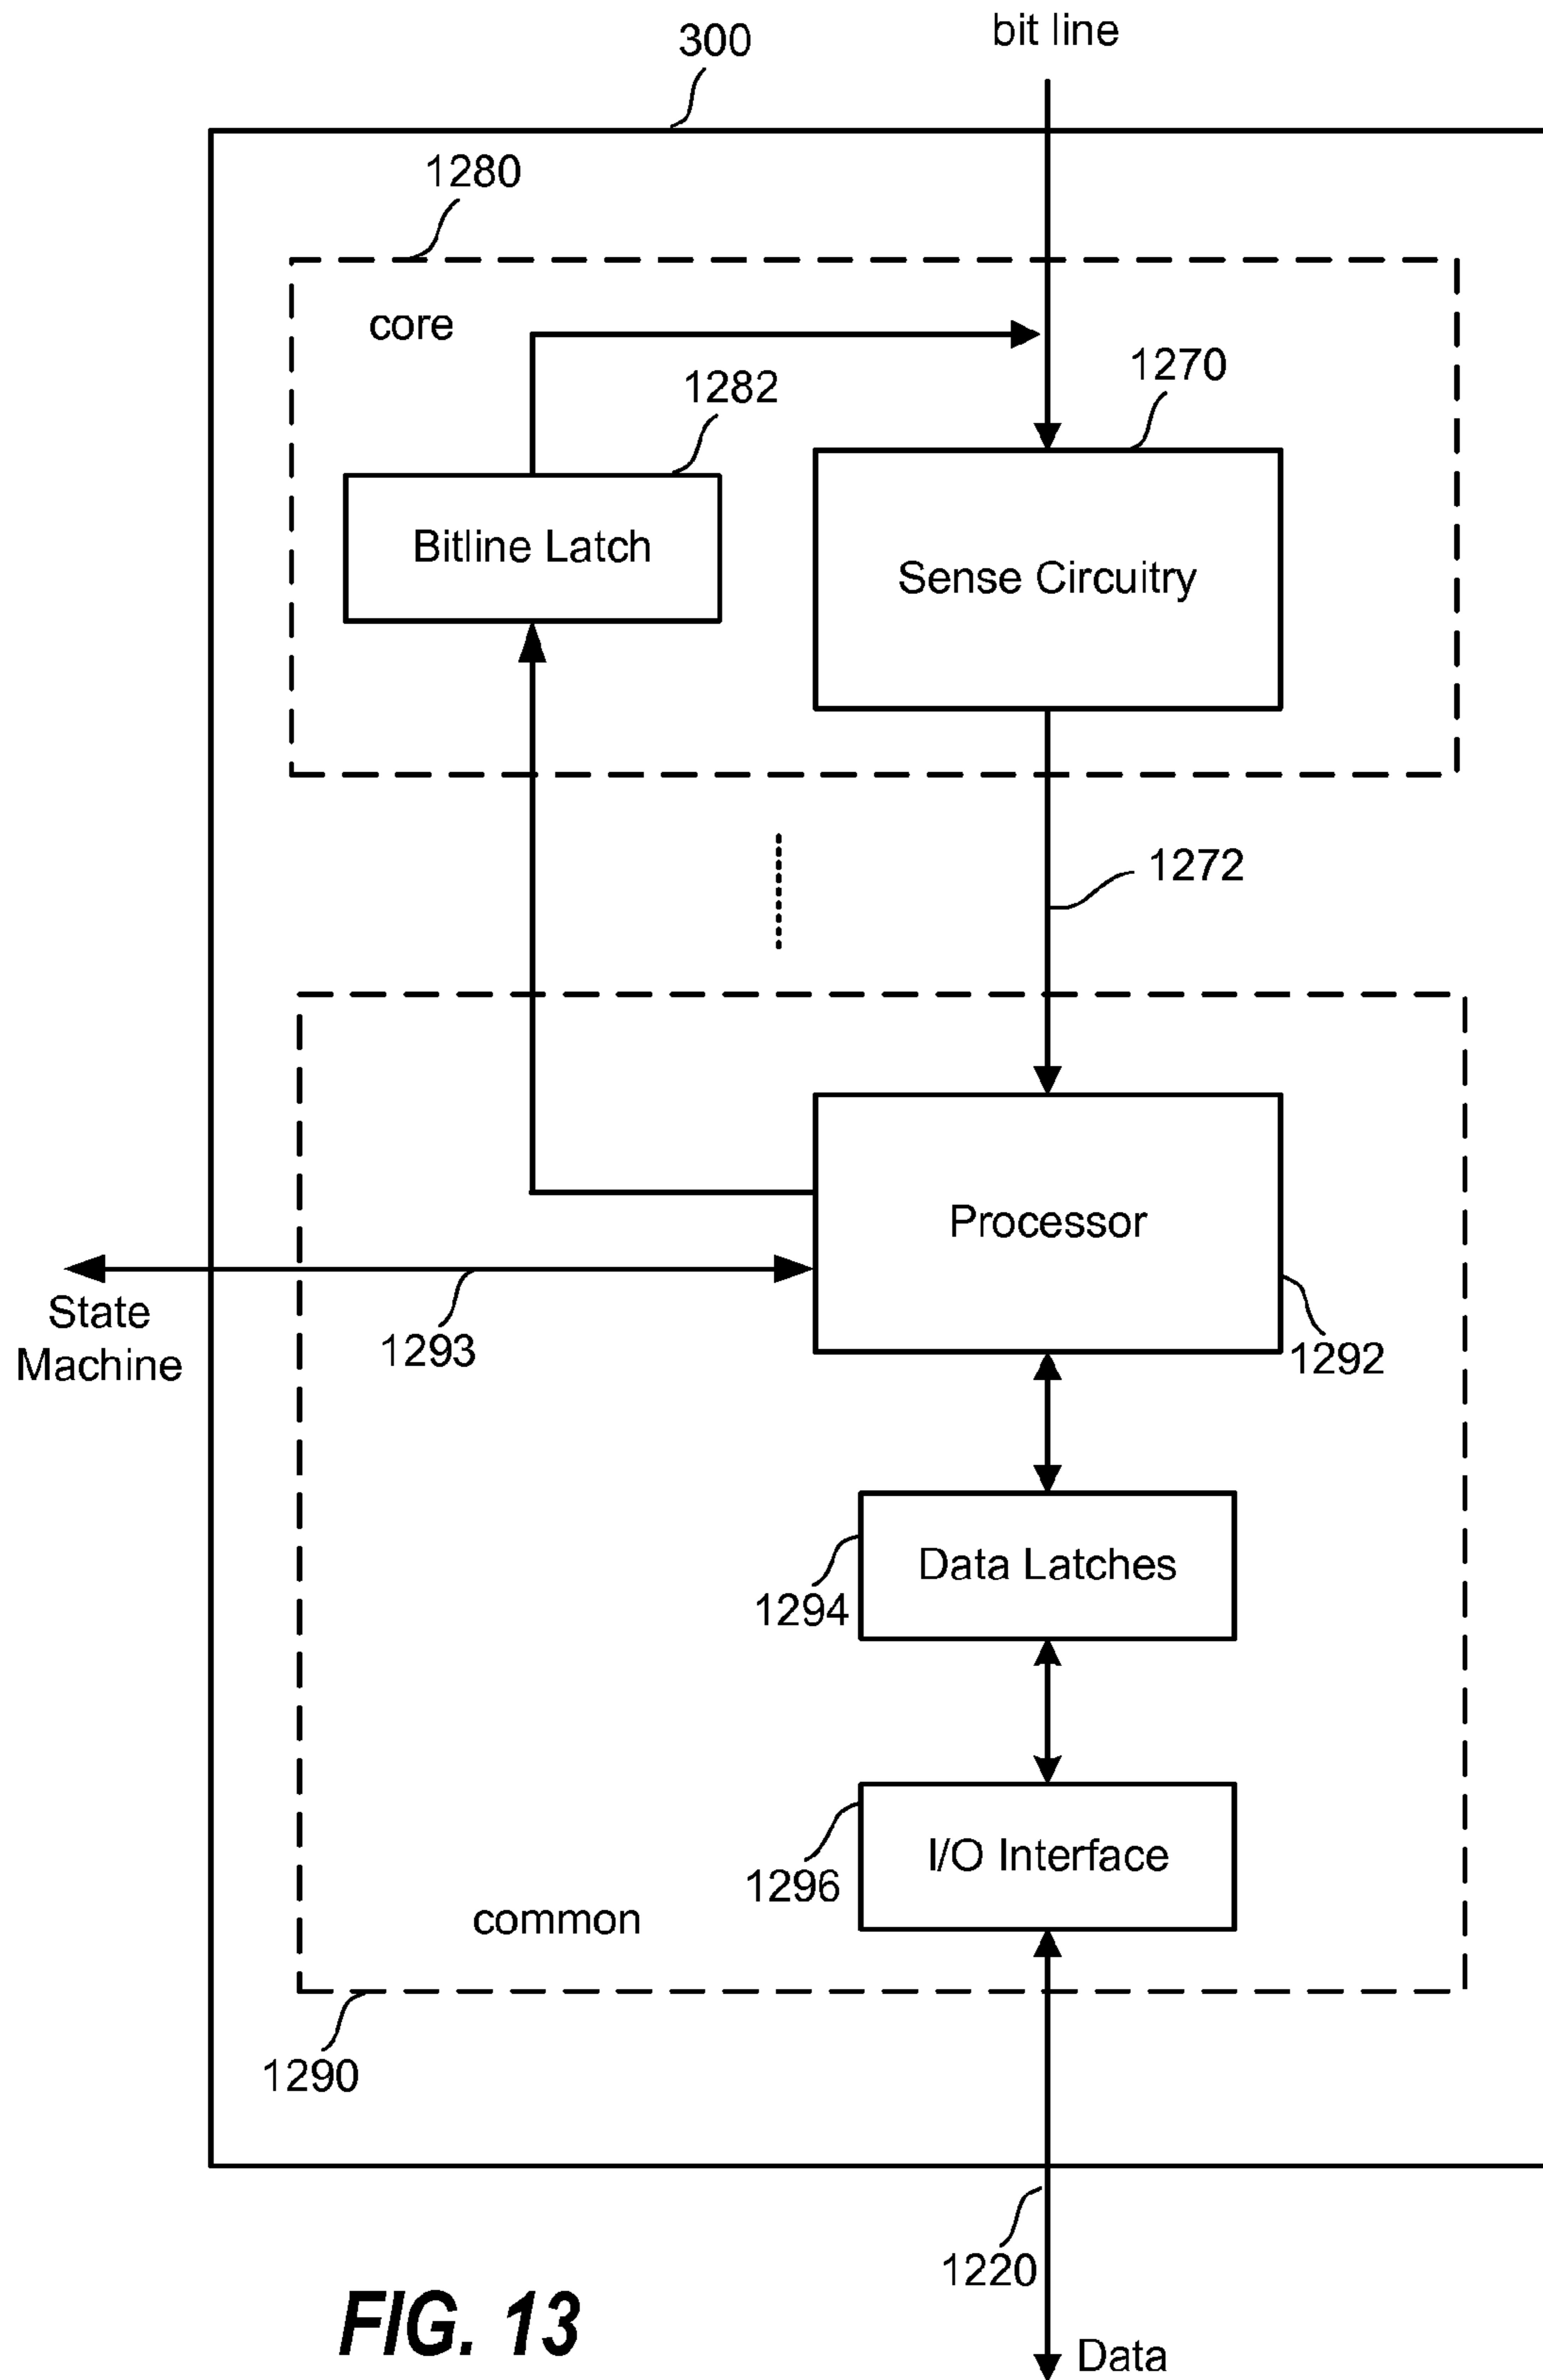 300
bit line
1280
core
1270
1282
Bitline Latch
Sense Circuitry
1272
Processor
State
Machine
1293
1292
Data Latches
1294
I/O Interface
1296
common
1290
1220
FIG. 13
Data